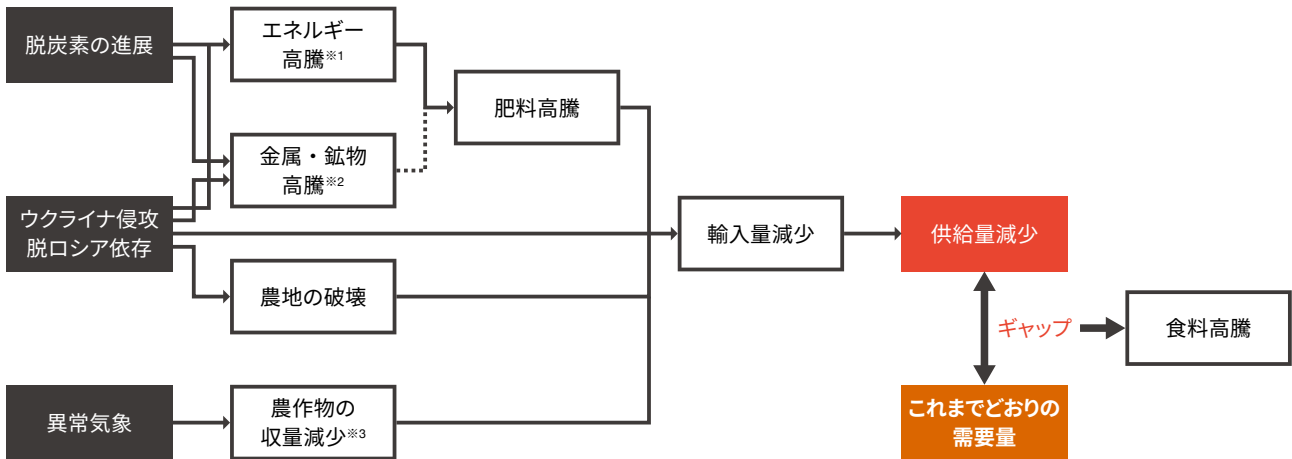 脱炭素の進展
エネルギー
高騰※1
肥料高騰
金属・鉱物
高騰※2
ウクライナ侵攻
脱ロシア依存
輸入量減少
供給量減少
農地の破壊
ギャップ
食料高騰
異常気象
農作物の
収量減少※3
これまでどおりの
需要量